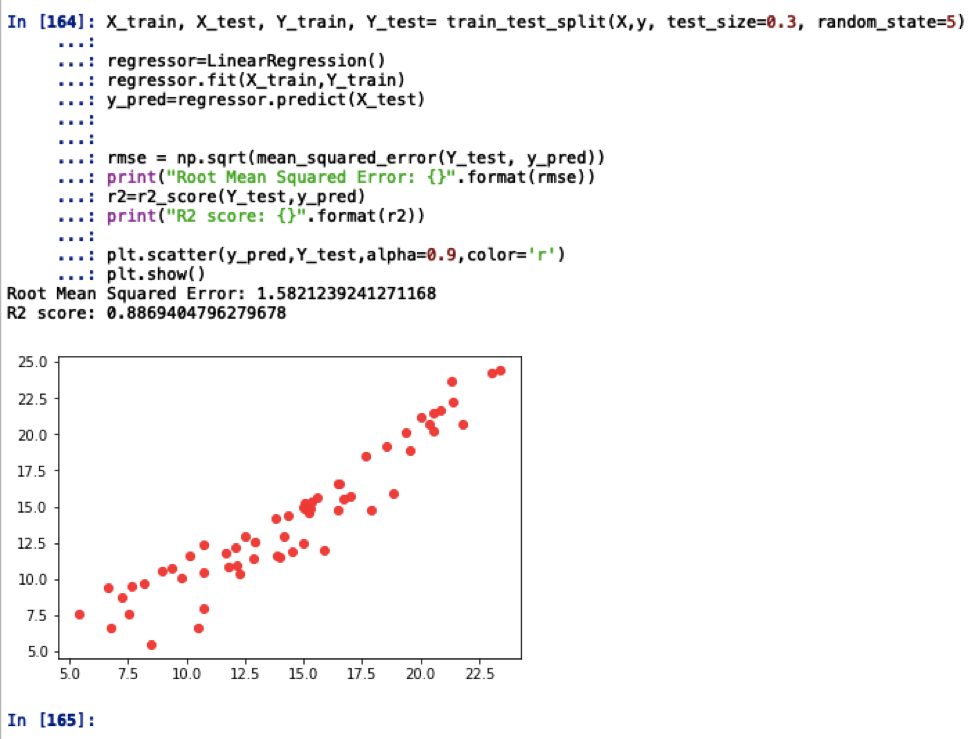 In [164]: X_train, X_test, Y_train, Y_test= train_test_split(X,y, test_size=0.3, random_state=5)
...:
...: regressor=LinearRegression()
...: regressor.fit(X_train,Y_train)
...: y_pred=regressor.predict(X_test)
...:
...:
...: rmse = np.sqrt(mean_squared_error(Y_test, y_pred))
...: print("Root Mean Squared Error: {}".format(rmse))
...: r2=r2_score(Y_test,y_pred)
...: print("R2 score: {}".format(r2))
...:
...: plt.scatter(y_pred,Y_test,alpha=0.9,color='r')
...: plt.show()
Root Mean Squared Error: 1.5821239241271168
R2 score: 0.8869404796279678
25.0
22.5
20.0
17.5
15.0
12.5
10.0
7.5
5.0
5.0 7.5 10.0 12.5 15.0 17.5 20.0 22.5
In [165]: